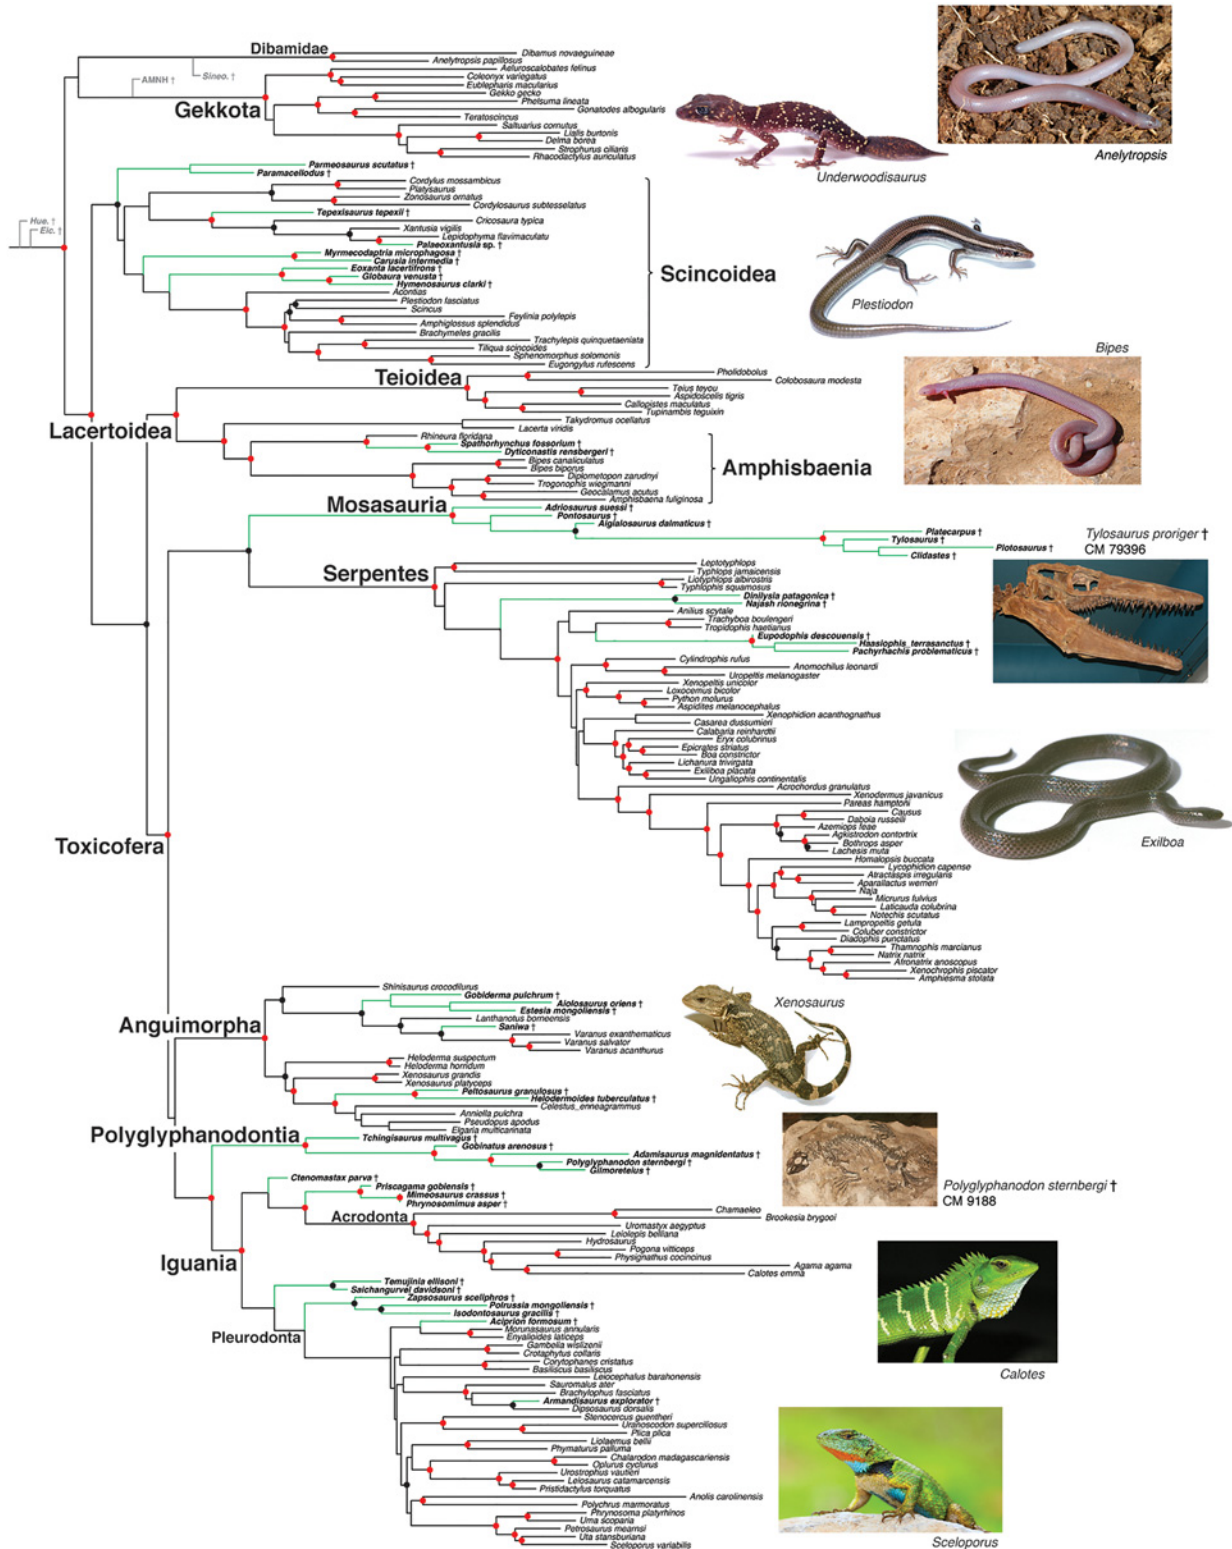 Dibamidae
Dibamus novaeguineae
Anelytropsis papillosus
Sineo. †
AMNH †
Aeluroscalabotes felinus
Coleonyx variegatus
Eublepharis macularius
Gekkota
Gekko gecko
Phelsuma lineata
Gonatodes albogularis
Teratoscincus
Saltuarius cornutus
Lialis burtonis
Delma borea
Strophurus ciliaris
Rhacodactylus auriculatus
Underwoodisaurus
Anelytropsis
Parmeosaurus scutatus †
Paramacellodus †
Cordylus mossambicus
Platysaurus
Zonosaurus ornatus
Cordylosaurus subtesselatus
Tepexisaurus tepexii †
Cricosaura typica
Xantusia vigilis
Lepidophyma flavimaculatu
Palaeoxantusia sp. †
Hue. †
Elc. †
Myrmecodaptria microphagosa †
Carusia intermedia †
Eoxanta lacertifrons †
Globaura venusta †
Hymenosaurus clarki †
Acontias
Plestiodon fasciatus
Scincus
Feylinia polylepis
Amphiglossus splendidus
Brachymeles gracilis
Trachylepis quinquetaeniata
Tiliqua scincoides
Sphenomorphus solomonis
Eugongylus rufescens
Scincoidea
Plestiodon
Bipes
Teioidea
Pholidobolus
Colobosaura modesta
Teius teyou
Aspidoscelis tigris
Callopistes maculatus
Tupinambis teguixin
Lacertoidea
Takydromus ocellatus
Lacerta viridis
Rhineura floridana
Spathorhynchus fossorium †
Dyticonastis rensbergeri †
Bipes canaliculatus
Bipes biporus
Diplometopon zarudnyi
Trogonophis wiegmanni
Geocalamus acutus
Amphisbaena fuliginosa
Amphisbaenia
Mosasauria
Adriosaurus suessi †
Pontosaurus †
Aigialosaurus dalmaticus †
Platecarpus †
Tylosaurus †
Plotosaurus †
Clidastes †
Tylosaurus proriger †
CM 79396
Serpentes
Leptotyphlops
Typhlops jamaicensis
Liotyphlops albirostris
Typhlophis squamosus
Dinilysia patagonica †
Najash rionegrina †
Anilius scytale
Trachyboa boulengeri
Tropidophis haetianus
Eupodophis descouensis †
Haasiophis_terrasanctus †
Pachyrhachis problematicus †
Cylindrophis rufus
Anomochilus leonardi
Uropeltis melanogaster
Xenopeltis unicolor
Loxocemus bicolor
Python molurus
Aspidites melanocephalus
Xenophidion acanthognathus
Casarea dussumieri
Calabaria reinhardtii
Eryx colubrinus
Epicrates striatus
Boa constrictor
Lichanura trivirgata
Exiliboa placata
Ungaliophis continentalis
Acrochordus granulatus
Xenodermus javanicus
Pareas hamptoni
Causus
Daboia russelli
Azemiops feae
Agkistrodon contortrix
Bothrops asper
Lachesis muta
Homalopsis buccata
Lycophidion capense
Atractaspis irregularis
Aparallactus werneri
Naja
Micrurus fulvius
Laticauda colubrina
Notechis scutatus
Lampropeltis getula
Coluber constrictor
Diadophis punctatus
Thamnophis marcianus
Natrix natrix
Afronatrix anoscopus
Xenochrophis piscator
Amphiesma stolata
Exilboa
Toxicofera
Anguimorpha
Shinisaurus crocodilurus
Gobiderma pulchrum †
Aiolosaurus oriens †
Estesia mongoliensis †
Lanthanotus borneensis
Saniwa †
Varanus exanthematicus
Varanus salvator
Varanus acanthurus
Heloderma suspectum
Heloderma horridum
Xenosaurus grandis
Xenosaurus platyceps
Peltosaurus granulosus †
Helodermoides tuberculatus †
Celestus_enneagrammus
Anniella pulchra
Pseudopus apodus
Elgaria multicarinata
Xenosaurus
Polyglyphanodontia
Tchingisaurus multivagus †
Gobinatus arenosus †
Adamisaurus magnidentatus †
Polyglyphanodon sternbergi †
Gilmoreteius †
Polyglyphanodon sternbergi †
CM 9188
Ctenomastax parva †
Priscagama gobiensis †
Mimeosaurus crassus †
Phrynosomimus asper †
Acrodonta
Chamaeleo
Brookesia brygooi
Uromastyx aegyptus
Leiolepis belliana
Hydrosaurus
Pogona vitticeps
Physignathus cocincinus
Agama agama
Calotes emma
Iguania
Temujinia ellisoni †
Saichangurvel davidsoni †
Zapsosaurus sceliphros †
Polrussia mongoliensis †
Isodontosaurus gracilis †
Pleurodonta
Aciprion formosum †
Morunasaurus annularis
Enyalioides laticeps
Gambelia wislizenii
Crotaphytus collaris
Corytophanes cristatus
Basiliscus basiliscus
Leiocephalus barahonensis
Sauromalus ater
Brachylophus fasciatus
Armandisaurus explorator †
Dipsosaurus dorsalis
Stenocercus guentheri
Uranoscodon superciliosus
Plica plica
Liolaemus bellii
Phymaturus palluma
Chalarodon madagascariensis
Oplurus cyclurus
Urostrophus vautieri
Leiosaurus catamarcensis
Pristidactylus torquatus
Anolis carolinensis
Polychrus marmoratus
Phrynosoma platyrhinos
Uma scoparia
Petrosaurus mearnsi
Uta stansburiana
Sceloporus variabilis
Calotes
Sceloporus